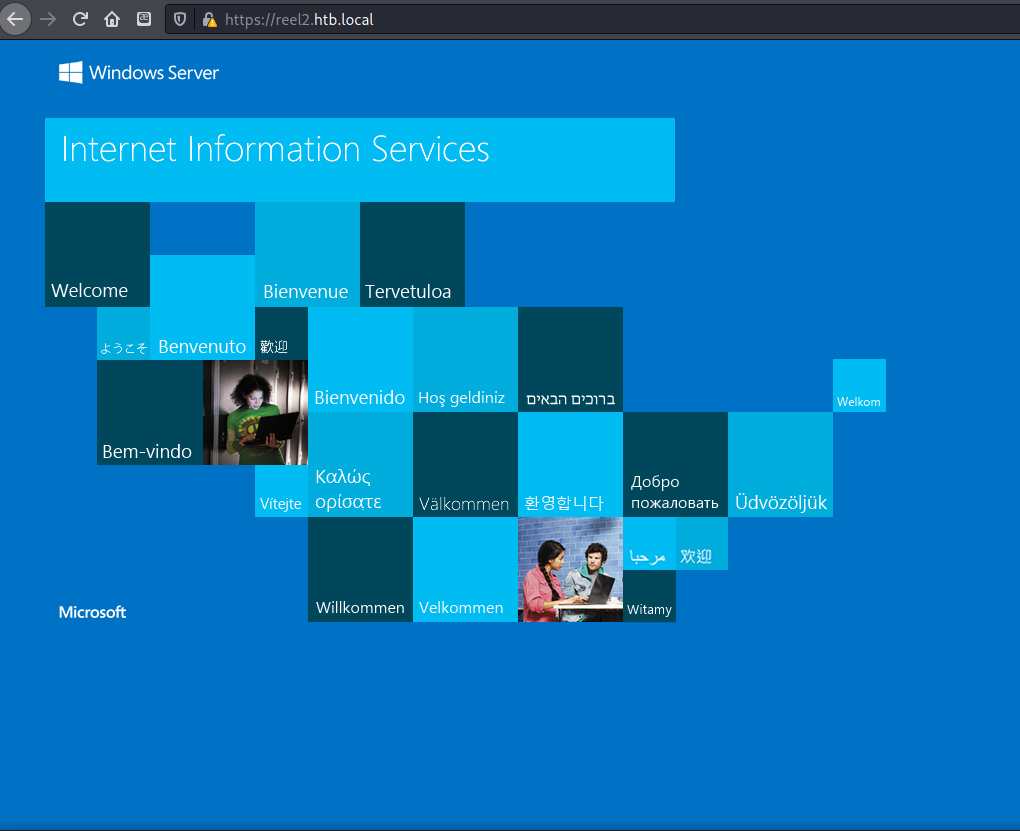 https://reel2.htb.local
Windows Server
Internet Information Services
Welcome
Bienvenue
Tervetuloa
ようこそ
Benvenuto
歡迎
Bienvenido
Hoş geldiniz
ברוכים הבאים
Welkom
Bem-vindo
Vítejte
Καλώς
ορίσατε
Välkommen
환영합니다
Добро
пожаловать
Üdvözöljük
Microsoft
Willkommen
Velkommen
مرحبا
欢迎
Witamy